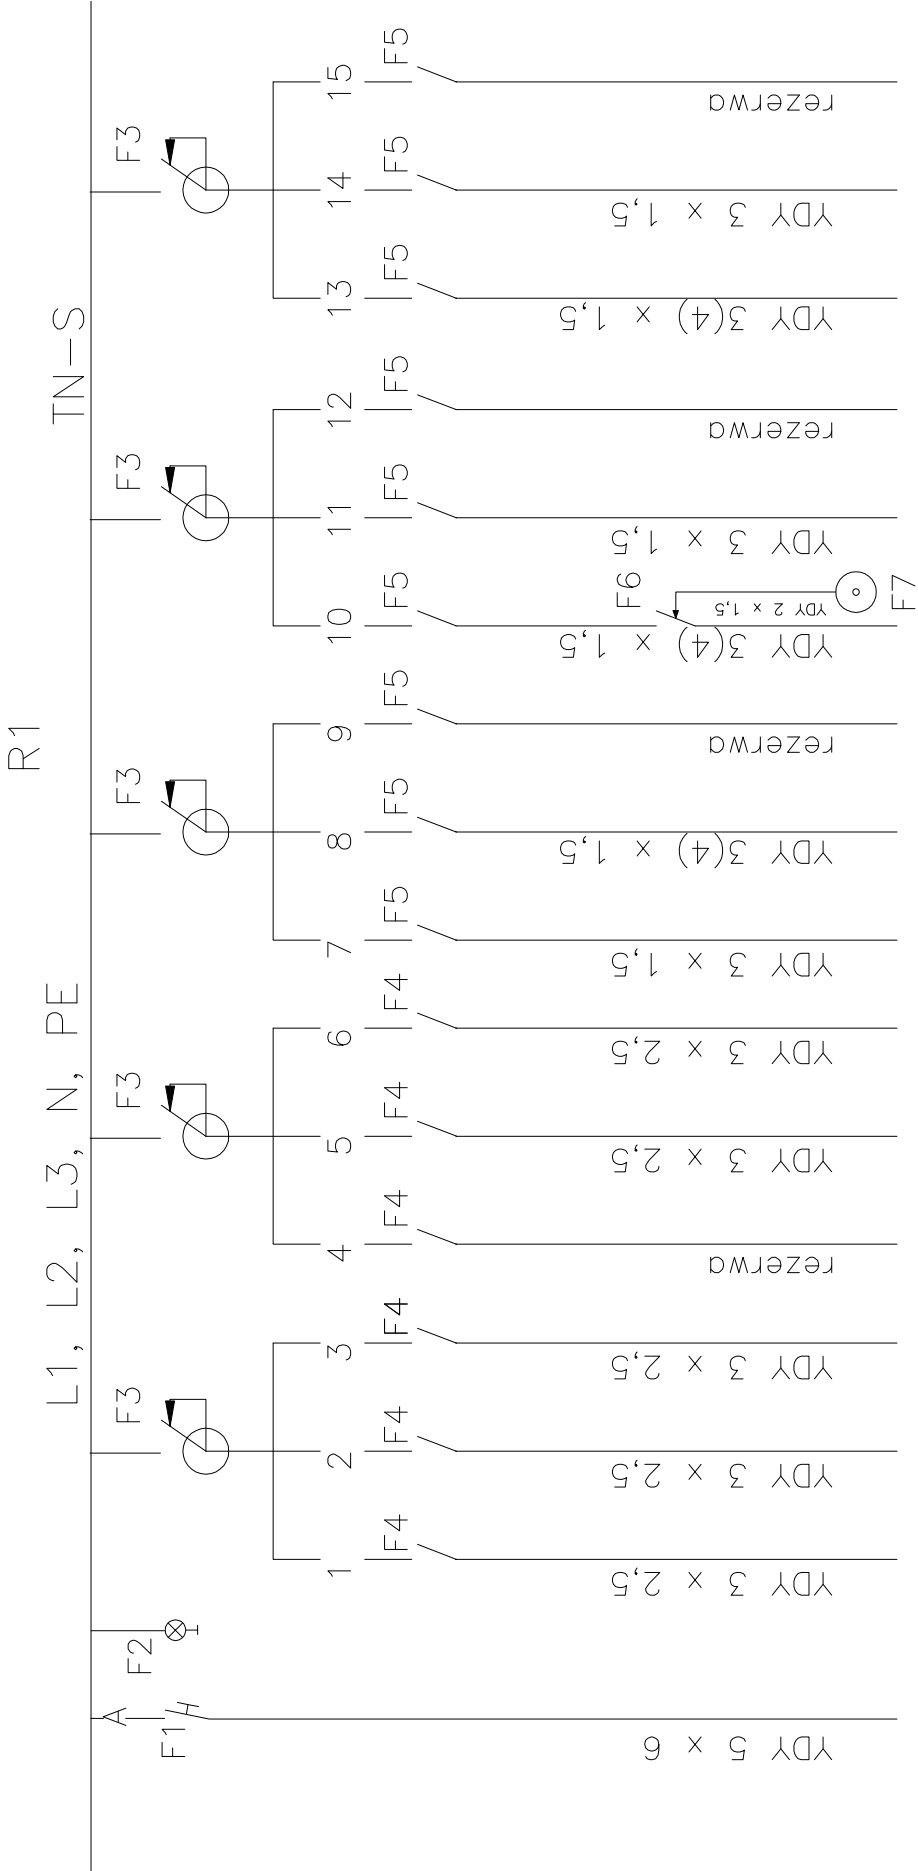 R1
L1, L2, L3, N, PE
TN-S
F1
F2
F3
F3
F3
F3
F3
1
2
3
4
5
6
7
8
9
10
11
12
13
14
15
F4
F4
F4
F4
F4
F4
F5
F5
F5
F5
F5
F5
F5
F5
F5
F6
F7
YDY 2 x 1,5
YDY 5 x 6
YDY 3 x 2,5
YDY 3 x 2,5
YDY 3 x 2,5
rezerwa
YDY 3 x 2,5
YDY 3 x 2,5
YDY 3 x 1,5
YDY 3(4) x 1,5
rezerwa
YDY 3(4) x 1,5
YDY 3 x 1,5
rezerwa
YDY 3(4) x 1,5
YDY 3 x 1,5
rezerwa